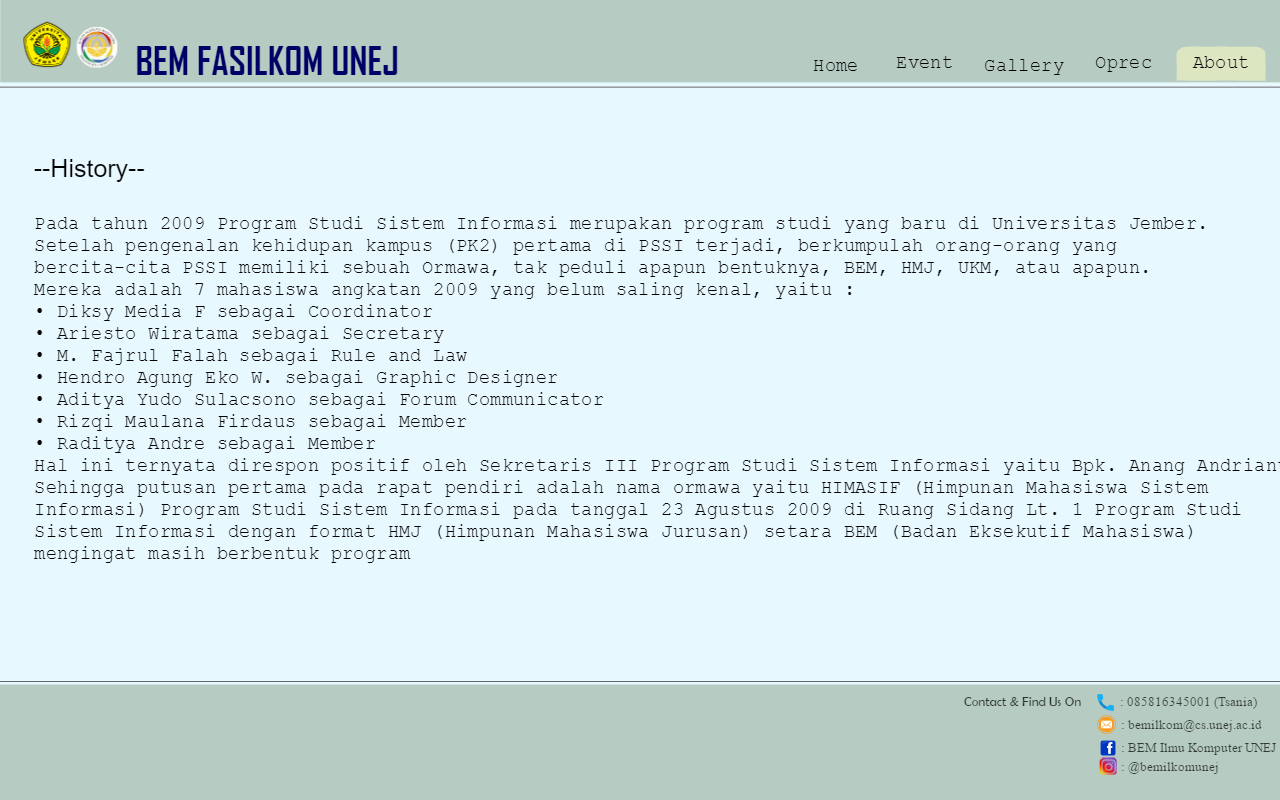 BEM FASILKOM UNEJ
Home Event Gallery Oprec About
--History--
Pada tahun 2009 Program Studi Sistem Informasi merupakan program studi yang baru di Universitas Jember.
Setelah pengenalan kehidupan kampus (PK2) pertama di PSSI terjadi, berkumpulah orang-orang yang
bercita-cita PSSI memiliki sebuah Ormawa, tak peduli apapun bentuknya, BEM, HMJ, UKM, atau apapun.
Mereka adalah 7 mahasiswa angkatan 2009 yang belum saling kenal, yaitu :
• Diksy Media F sebagai Coordinator
• Ariesto Wiratama sebagai Secretary
• M. Fajrul Falah sebagai Rule and Law
• Hendro Agung Eko W. sebagai Graphic Designer
• Aditya Yudo Sulacsono sebagai Forum Communicator
• Rizqi Maulana Firdaus sebagai Member
• Raditya Andre sebagai Member
Hal ini ternyata direspon positif oleh Sekretaris III Program Studi Sistem Informasi yaitu Bpk. Anang
Sehingga putusan pertama pada rapat pendiri adalah nama ormawa yaitu HIMASIF (Himpunan Mahasiswa Sistem
Informasi) Program Studi Sistem Informasi pada tanggal 23 Agustus 2009 di Ruang Sidang Lt. 1 Program Studi
Sistem Informasi dengan format HMJ (Himpunan Mahasiswa Jurusan) setara BEM (Badan Eksekutif Mahasiswa)
mengingat masih berbentuk program
Contact & Find Us On : 085816345001 (Tsania)
: bemilkom@cs.unej.ac.id
: BEM Ilmu Komputer UNEJ
: @bemilkomunej